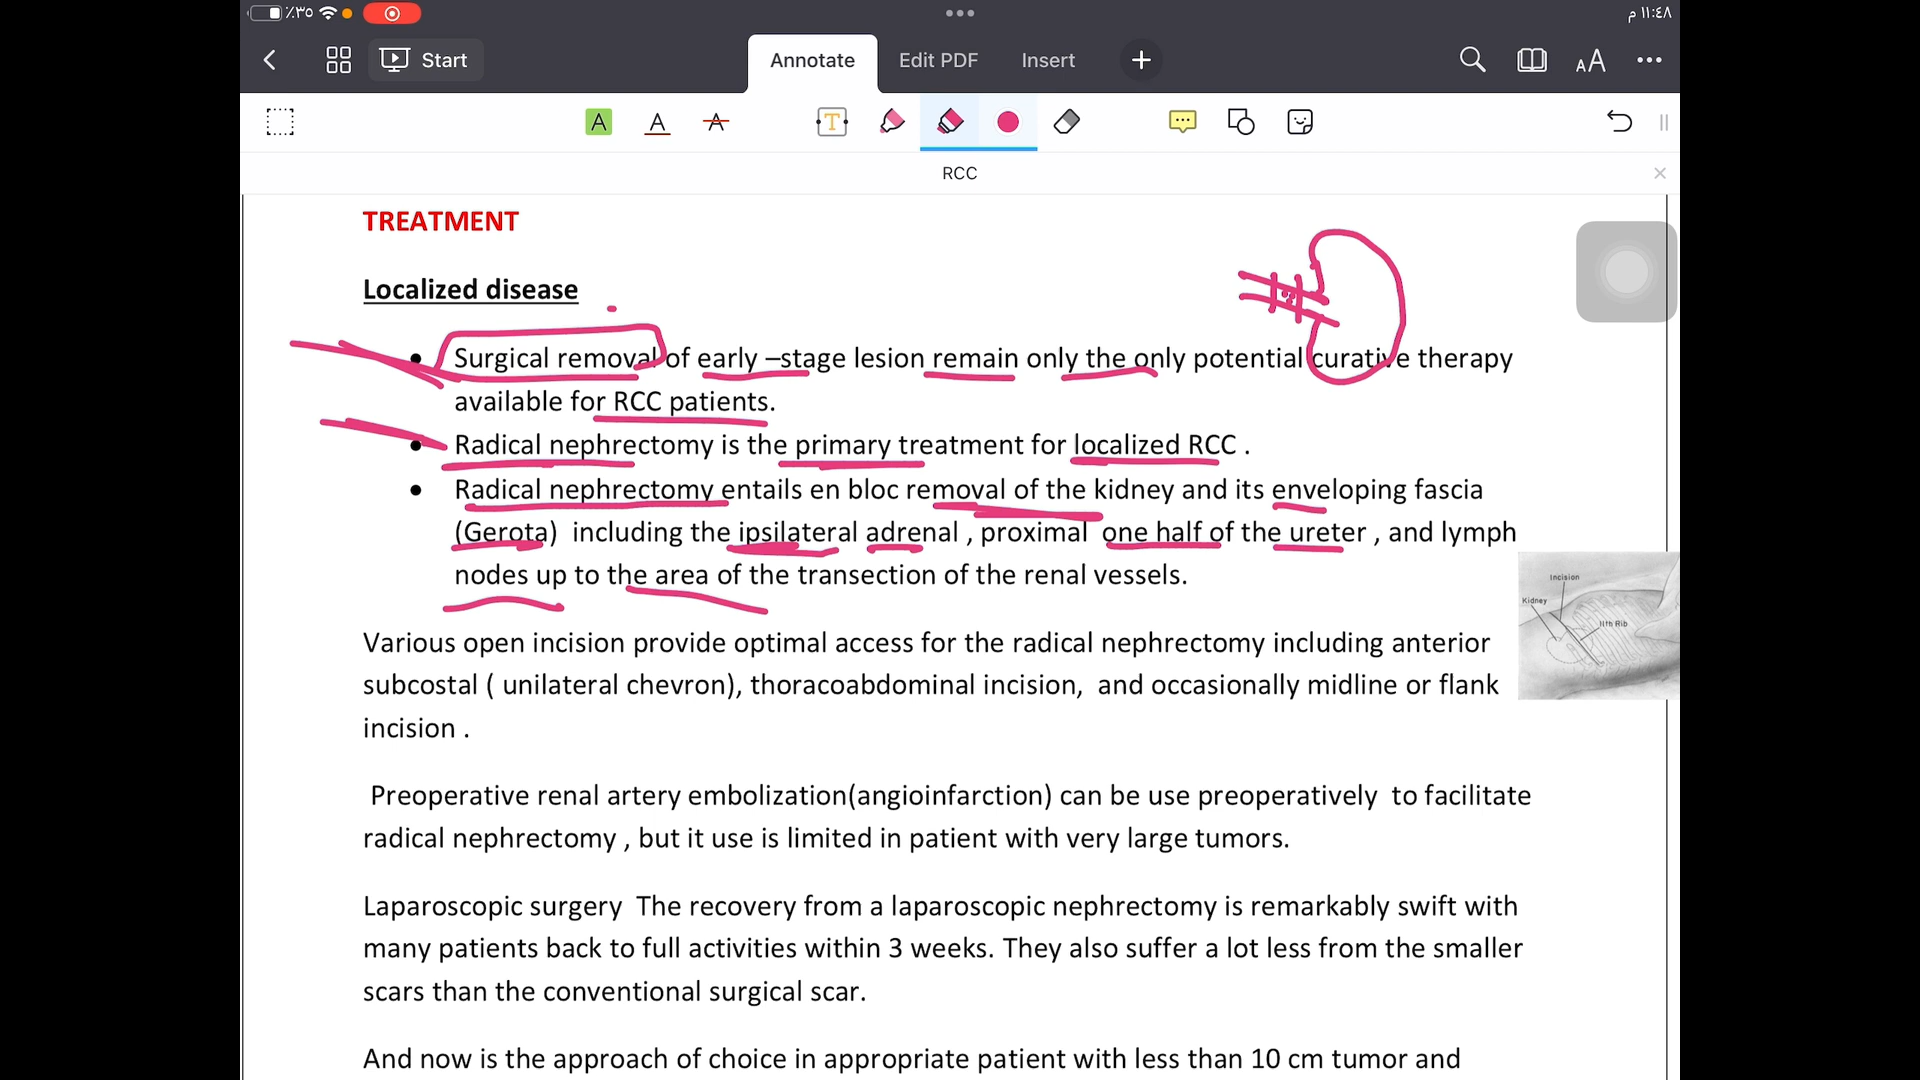 ٪٣٥
١١:٤٨ م
Start
Annotate
Edit PDF
Insert
AA
A
A
A
T
RCC
TREATMENT
Localized disease
• Surgical removal of early –stage lesion remain only the only potential curative therapy
available for RCC patients.
• Radical nephrectomy is the primary treatment for localized RCC .
• Radical nephrectomy entails en bloc removal of the kidney and its enveloping fascia
(Gerota) including the ipsilateral adrenal , proximal one half of the ureter , and lymph
nodes up to the area of the transection of the renal vessels.
Incision
Kidney
11th Rib
Various open incision provide optimal access for the radical nephrectomy including anterior
subcostal ( unilateral chevron), thoracoabdominal incision, and occasionally midline or flank
incision .
Preoperative renal artery embolization(angioinfarction) can be use preoperatively to facilitate
radical nephrectomy , but it use is limited in patient with very large tumors.
Laparoscopic surgery The recovery from a laparoscopic nephrectomy is remarkably swift with
many patients back to full activities within 3 weeks. They also suffer a lot less from the smaller
scars than the conventional surgical scar.
And now is the approach of choice in appropriate patient with less than 10 cm tumor and